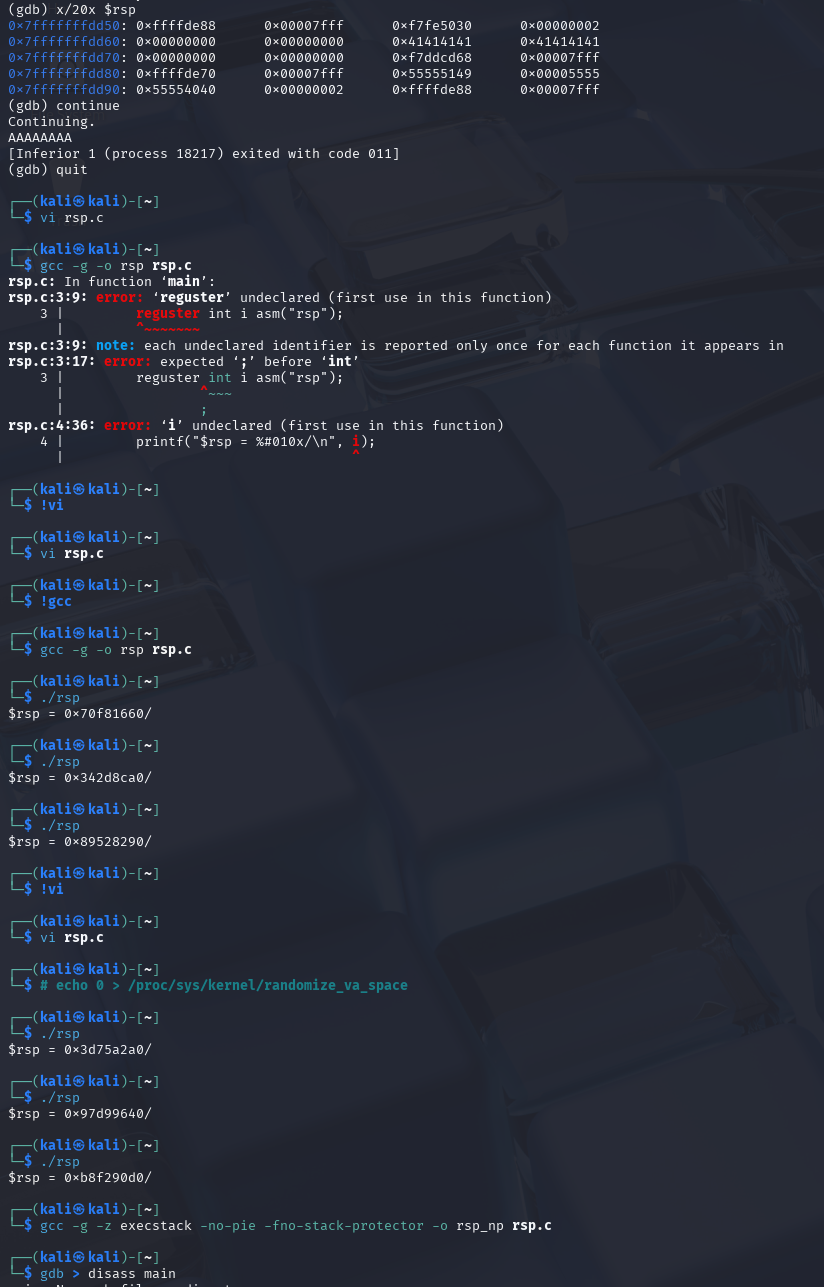 (gdb) x/20x $rsp
0x7fffffffdd50: 0xffffde88 0x00007fff 0xf7fe5030 0x00000002
0x7fffffffdd60: 0x00000000 0x00000000 0x41414141 0x41414141
0x7fffffffdd70: 0x00000000 0x00000000 0xf7ddcd68 0x00007fff
0x7fffffffdd80: 0xffffde70 0x00007fff 0x55555149 0x00005555
0x7fffffffdd90: 0x55554040 0x00000002 0xffffde88 0x00007fff
(gdb) continue
Continuing.
AAAAAAAA
[Inferior 1 (process 18217) exited with code 011]
(gdb) quit
┌──(kali㉿kali)-[~]
└─$ vi rsp.c
┌──(kali㉿kali)-[~]
└─$ gcc -g -o rsp rsp.c
rsp.c: In function ‘main’:
rsp.c:3:9: error: ‘reguster’ undeclared (first use in this function)
3 | reguster int i asm("rsp");
| ^~~~~~~~
rsp.c:3:9: note: each undeclared identifier is reported only once for each function it appears in
rsp.c:3:17: error: expected ‘;’ before ‘int’
3 | reguster int i asm("rsp");
| ^~~~
| ;
rsp.c:4:36: error: ‘i’ undeclared (first use in this function)
4 | printf("$rsp = %#010x/\n", i);
| ^
┌──(kali㉿kali)-[~]
└─$ !vi
┌──(kali㉿kali)-[~]
└─$ vi rsp.c
┌──(kali㉿kali)-[~]
└─$ !gcc
┌──(kali㉿kali)-[~]
└─$ gcc -g -o rsp rsp.c
┌──(kali㉿kali)-[~]
└─$ ./rsp
$rsp = 0x70f81660/
┌──(kali㉿kali)-[~]
└─$ ./rsp
$rsp = 0x342d8ca0/
┌──(kali㉿kali)-[~]
└─$ ./rsp
$rsp = 0x89528290/
┌──(kali㉿kali)-[~]
└─$ !vi
┌──(kali㉿kali)-[~]
└─$ vi rsp.c
┌──(kali㉿kali)-[~]
└─$ # echo 0 > /proc/sys/kernel/randomize_va_space
┌──(kali㉿kali)-[~]
└─$ ./rsp
$rsp = 0x3d75a2a0/
┌──(kali㉿kali)-[~]
└─$ ./rsp
$rsp = 0x97d99640/
┌──(kali㉿kali)-[~]
└─$ ./rsp
$rsp = 0xb8f290d0/
┌──(kali㉿kali)-[~]
└─$ gcc -g -z execstack -no-pie -fno-stack-protector -o rsp_np rsp.c
┌──(kali㉿kali)-[~]
└─$ gdb > disass main